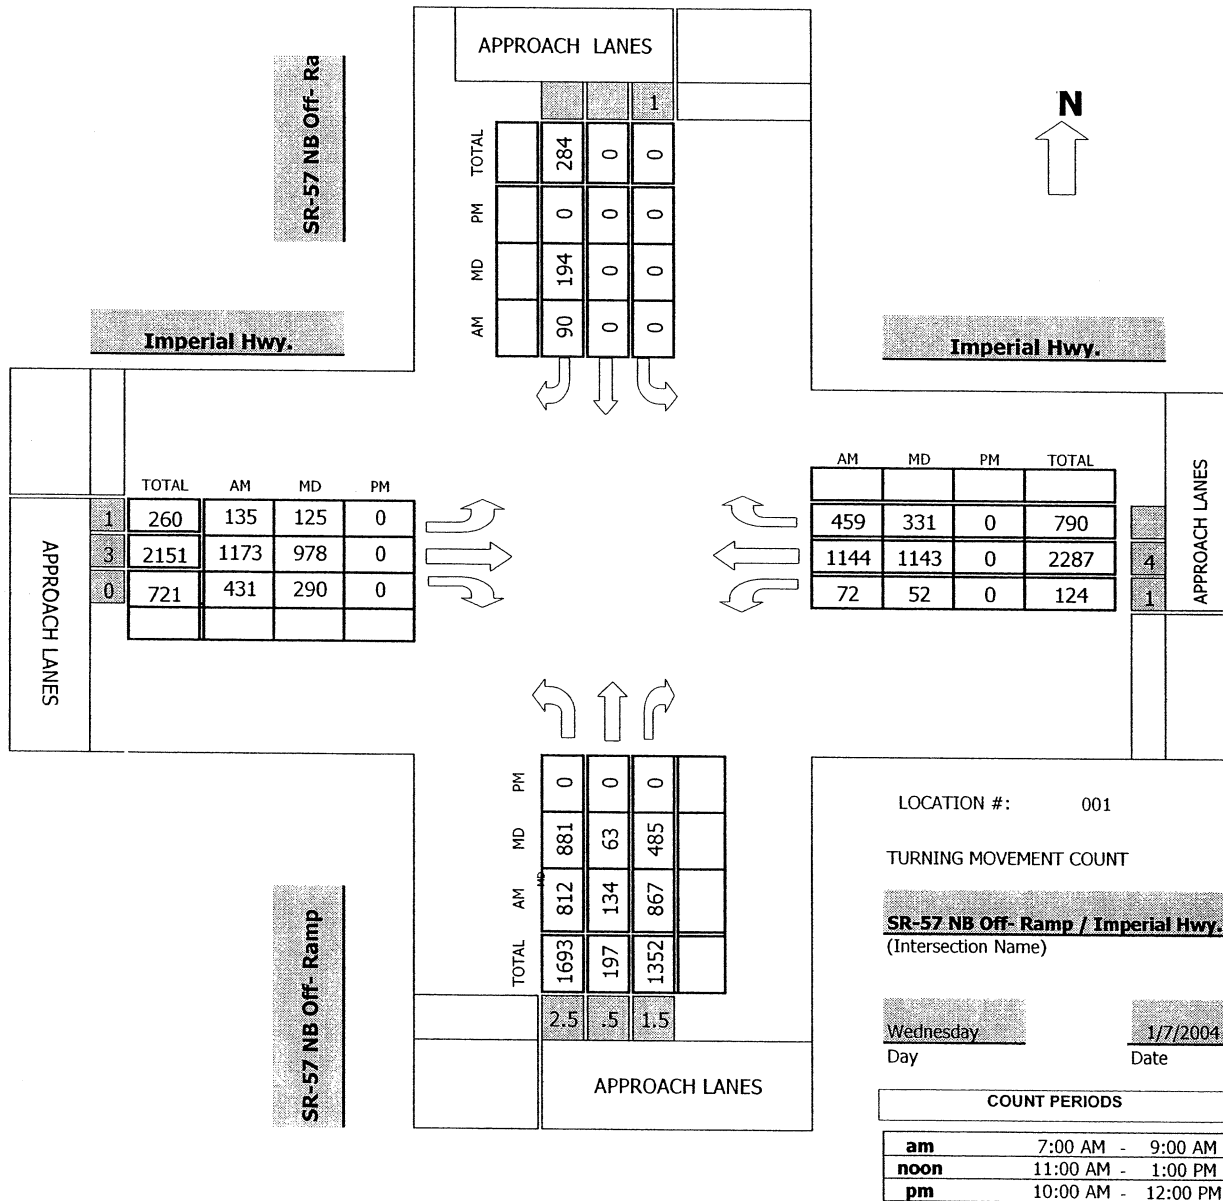 APPROACH LANES
1
SR-57 NB Off- Ra
N
TOTAL 284 0 0
PM 0 0 0
MD 194 0 0
AM 90 0 0
Imperial Hwy.
Imperial Hwy.
TOTAL AM MD PM
1 260 135 125 0
3 2151 1173 978 0
0 721 431 290 0
APPROACH LANES
AM MD PM TOTAL
459 331 0 790
1144 1143 0 2287 4
72 52 0 124 1
APPROACH LANES
PM 0 0 0
MD 881 63 485
MD
AM 812 134 867
TOTAL 1693 197 1352
2.5 .5 1.5
APPROACH LANES
SR-57 NB Off- Ramp
LOCATION #: 001
TURNING MOVEMENT COUNT
SR-57 NB Off- Ramp / Imperial Hwy.
(Intersection Name)
Wednesday 1/7/2004
Day Date
COUNT PERIODS
am 7:00 AM - 9:00 AM
noon 11:00 AM - 1:00 PM
pm 10:00 AM - 12:00 PM